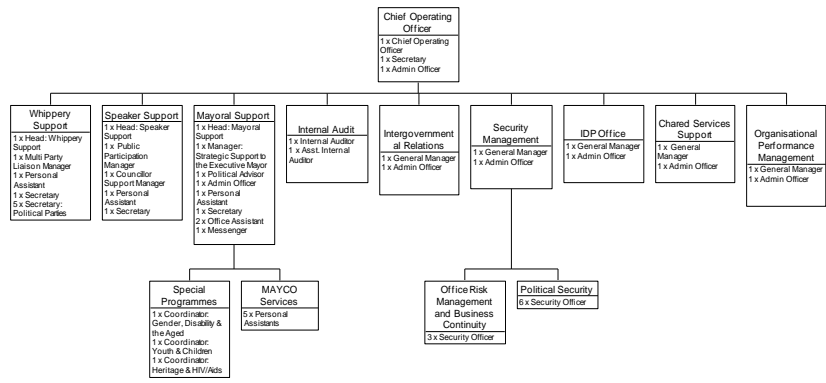 Chief Operating
Officer
1 x Chief Operating
Officer
1 x Secretary
1 x Admin Officer
Whippery
Support
1 x Head: Whippery
Support
1 x Multi Party
Liaison Manager
1 x Personal
Assistant
1 x Secretary
5 x Secretary:
Political Parties
Speaker Support
1 x Head: Speaker
Support
1 x Public
Participation
Manager
1 x Councillor
Support Manager
1 x Personal
Assistant
1 x Secretary
Mayoral Support
1 x Head: Mayoral
Support
1 x Manager:
Strategic Support to
the Executive Mayor
1 x Political Advisor
1 x Admin Officer
1 x Personal
Assistant
1 x Secretary
2 x Office Assistant
1 x Messenger
Internal Audit
1 x Internal Auditor
1 x Asst. Internal
Auditor
Intergovernment
al Relations
1 x General Manager
1 x Admin Officer
Security
Management
1 x General Manager
1 x Admin Officer
IDP Office
1 x General Manager
1 x Admin Officer
Chared Services
Support
1 x General
Manager
1 x Admin Officer
Organisational
Performance
Management
1 x General Manager
1 x Admin Officer
Special
Programmes
1 x Coordinator:
Gender, Disability &
the Aged
1 x Coordinator:
Youth & Children
1 x Coordinator:
Heritage & HIV/Aids
MAYCO
Services
5 x Personal
Assistants
Office Risk
Management
and Business
Continuity
3 x Security Officer
Political Security
6 x Security Officer